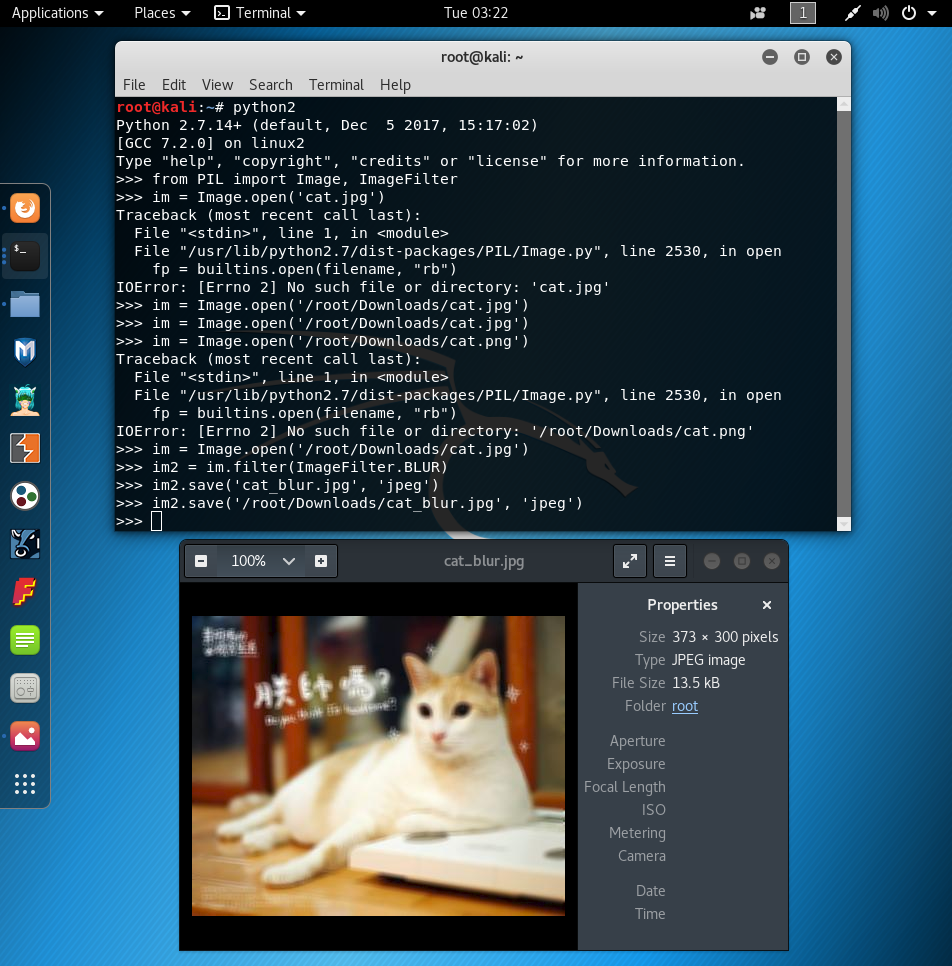 Applications Places Terminal Tue 03:22 1
root@kali: ~
File Edit View Search Terminal Help
root@kali:~# python2
Python 2.7.14+ (default, Dec  5 2017, 15:17:02)
[GCC 7.2.0] on linux2
Type "help", "copyright", "credits" or "license" for more information.
>>> from PIL import Image, ImageFilter
>>> im = Image.open('cat.jpg')
Traceback (most recent call last):
  File "<stdin>", line 1, in <module>
  File "/usr/lib/python2.7/dist-packages/PIL/Image.py", line 2530, in open
    fp = builtins.open(filename, "rb")
IOError: [Errno 2] No such file or directory: 'cat.jpg'
>>> im = Image.open('/root/Downloads/cat.jpg')
>>> im = Image.open('/root/Downloads/cat.jpg')
>>> im = Image.open('/root/Downloads/cat.png')
Traceback (most recent call last):
  File "<stdin>", line 1, in <module>
  File "/usr/lib/python2.7/dist-packages/PIL/Image.py", line 2530, in open
    fp = builtins.open(filename, "rb")
IOError: [Errno 2] No such file or directory: '/root/Downloads/cat.png'
>>> im = Image.open('/root/Downloads/cat.jpg')
>>> im2 = im.filter(ImageFilter.BLUR)
>>> im2.save('cat_blur.jpg', 'jpeg')
>>> im2.save('/root/Downloads/cat_blur.jpg', 'jpeg')
>>>
100% cat_blur.jpg
朕帥嗎?
Do you think I'm handsome?
Properties
Size 373 × 300 pixels
Type JPEG image
File Size 13.5 kB
Folder root
Aperture
Exposure
Focal Length
ISO
Metering
Camera
Date
Time